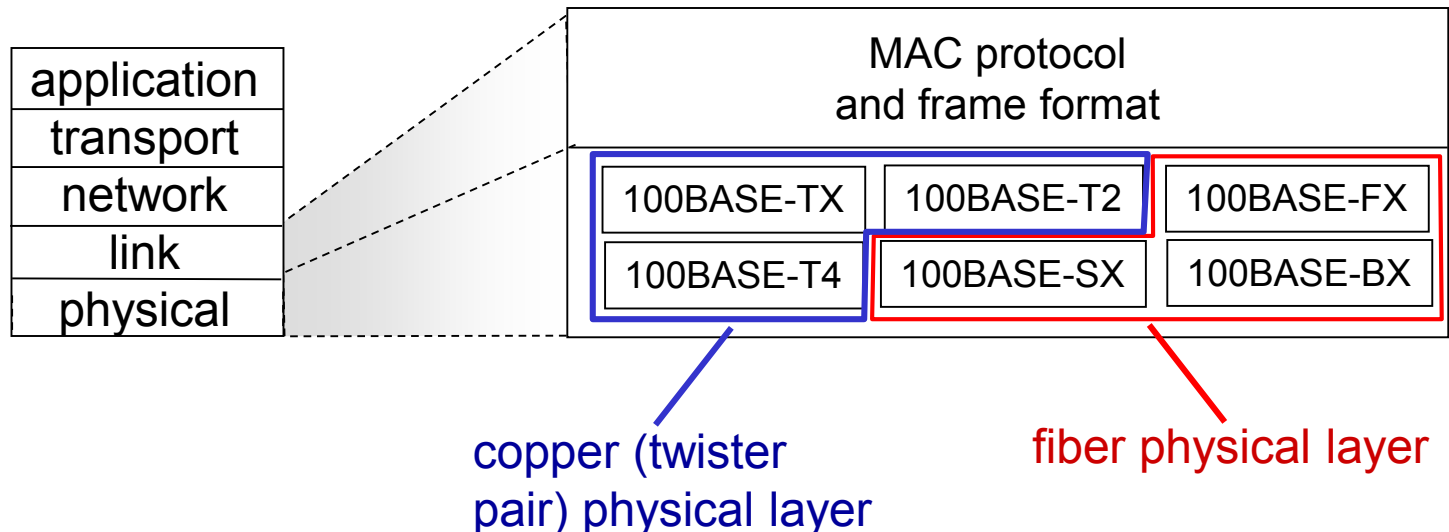 application
transport
network
link
physical
MAC protocol
and frame format
100BASE-TX
100BASE-T2
100BASE-FX
100BASE-T4
100BASE-SX
100BASE-BX
copper (twister
pair) physical layer
fiber physical layer